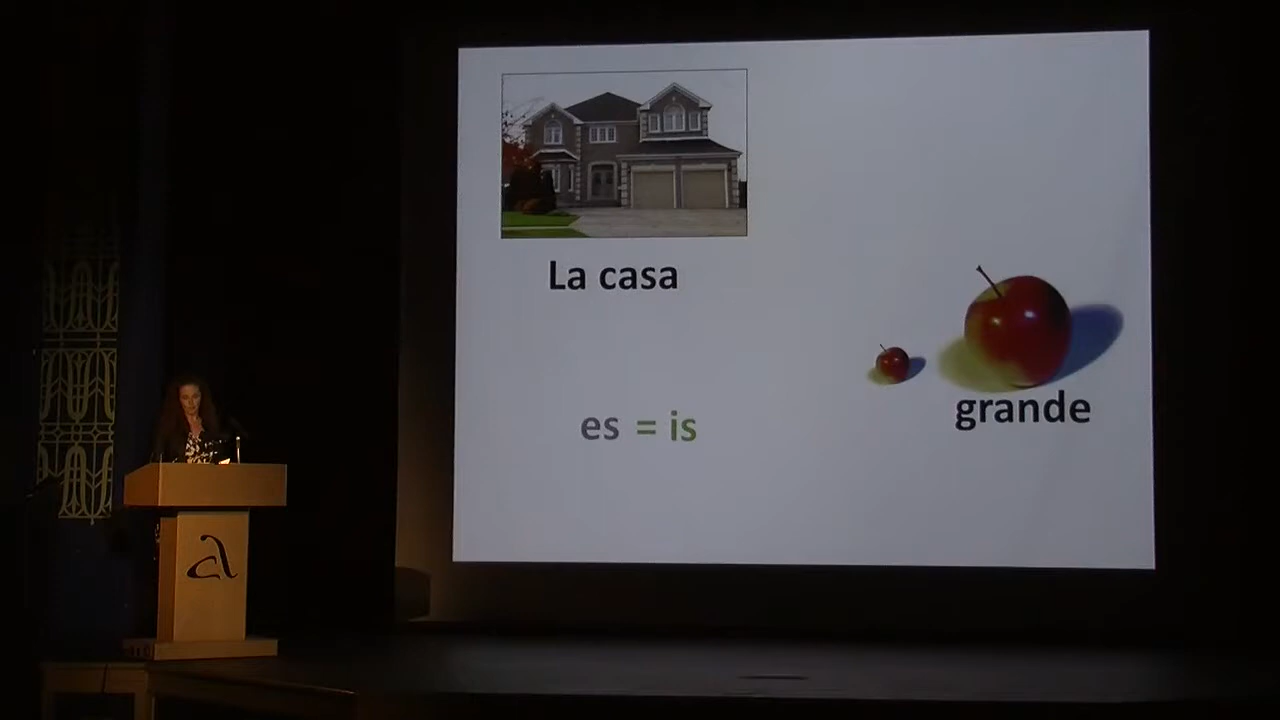 La casa
es = is
grande